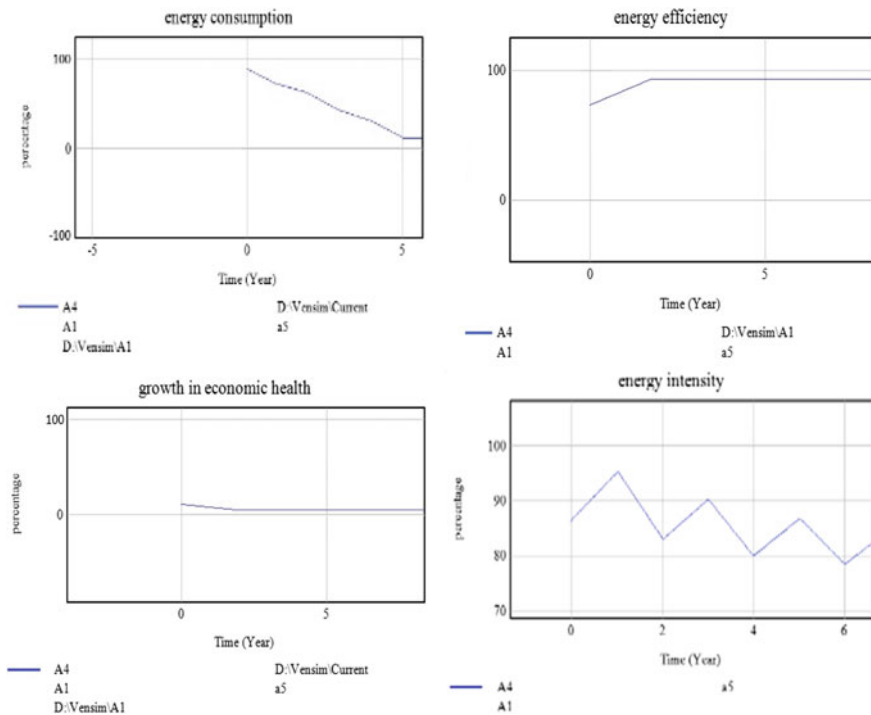 energy consumption
100
0
-100
percentage
-5 0 5
Time (Year)
A4 D:\Vensim\Current
A1 a5
D:\Vensim\A1
energy efficiency
100
0
percentage
0 5
Time (Year)
A4 D:\Vensim\A1
A1 a5
growth in economic health
100
0
percentage
0 5
Time (Year)
A4 D:\Vensim\Current
A1 a5
D:\Vensim\A1
energy intensity
100
90
80
70
percentage
0 2 4 6
Time (Year)
A4 a5
A1